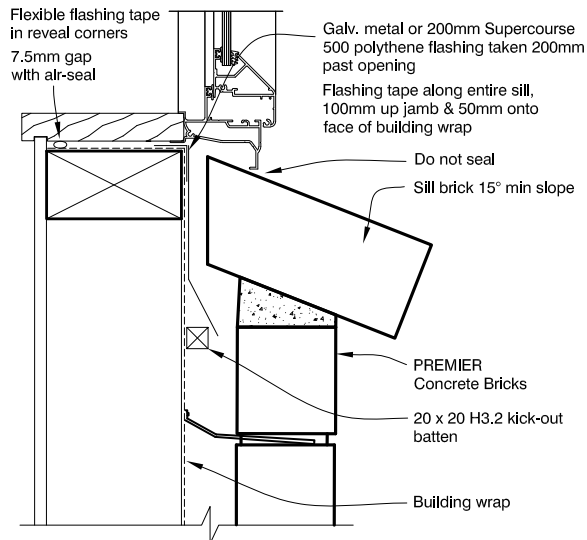 Flexible flashing tape
in reveal corners
7.5mm gap
with air-seal
Galv. metal or 200mm Supercourse
500 polythene flashing taken 200mm
past opening
Flashing tape along entire sill,
100mm up jamb & 50mm onto
face of building wrap
Do not seal
Sill brick 15° min slope
PREMIER
Concrete Bricks
20 x 20 H3.2 kick-out
batten
Building wrap